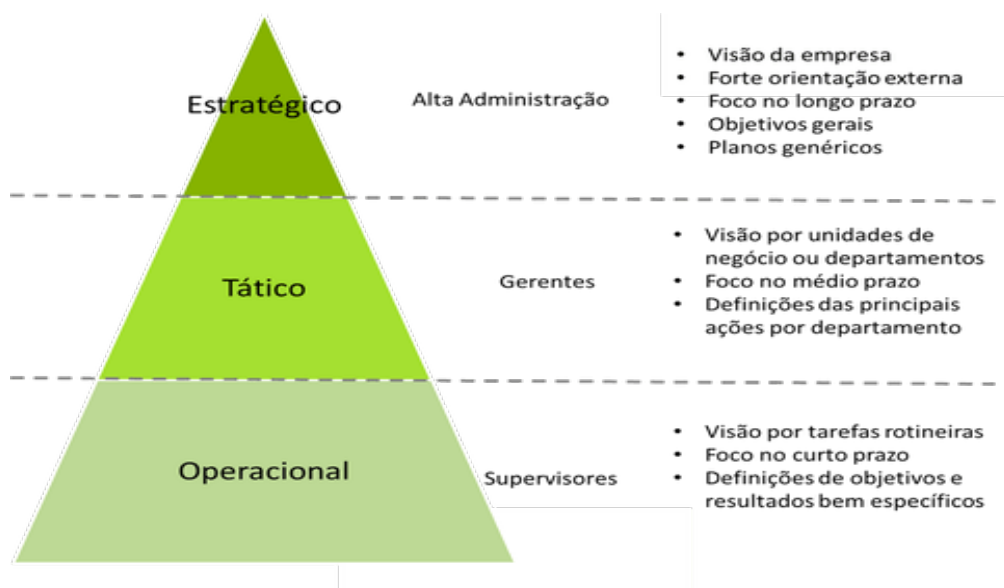 Estratégico
Alta Administração
• Visão da empresa
• Forte orientação externa
• Foco no longo prazo
• Objetivos gerais
• Planos genéricos
Tático
Gerentes
• Visão por unidades de
negócio ou departamentos
• Foco no médio prazo
• Definições das principais
ações por departamento
Operacional
Supervisores
• Visão por tarefas rotineiras
• Foco no curto prazo
• Definições de objetivos e
resultados bem específicos